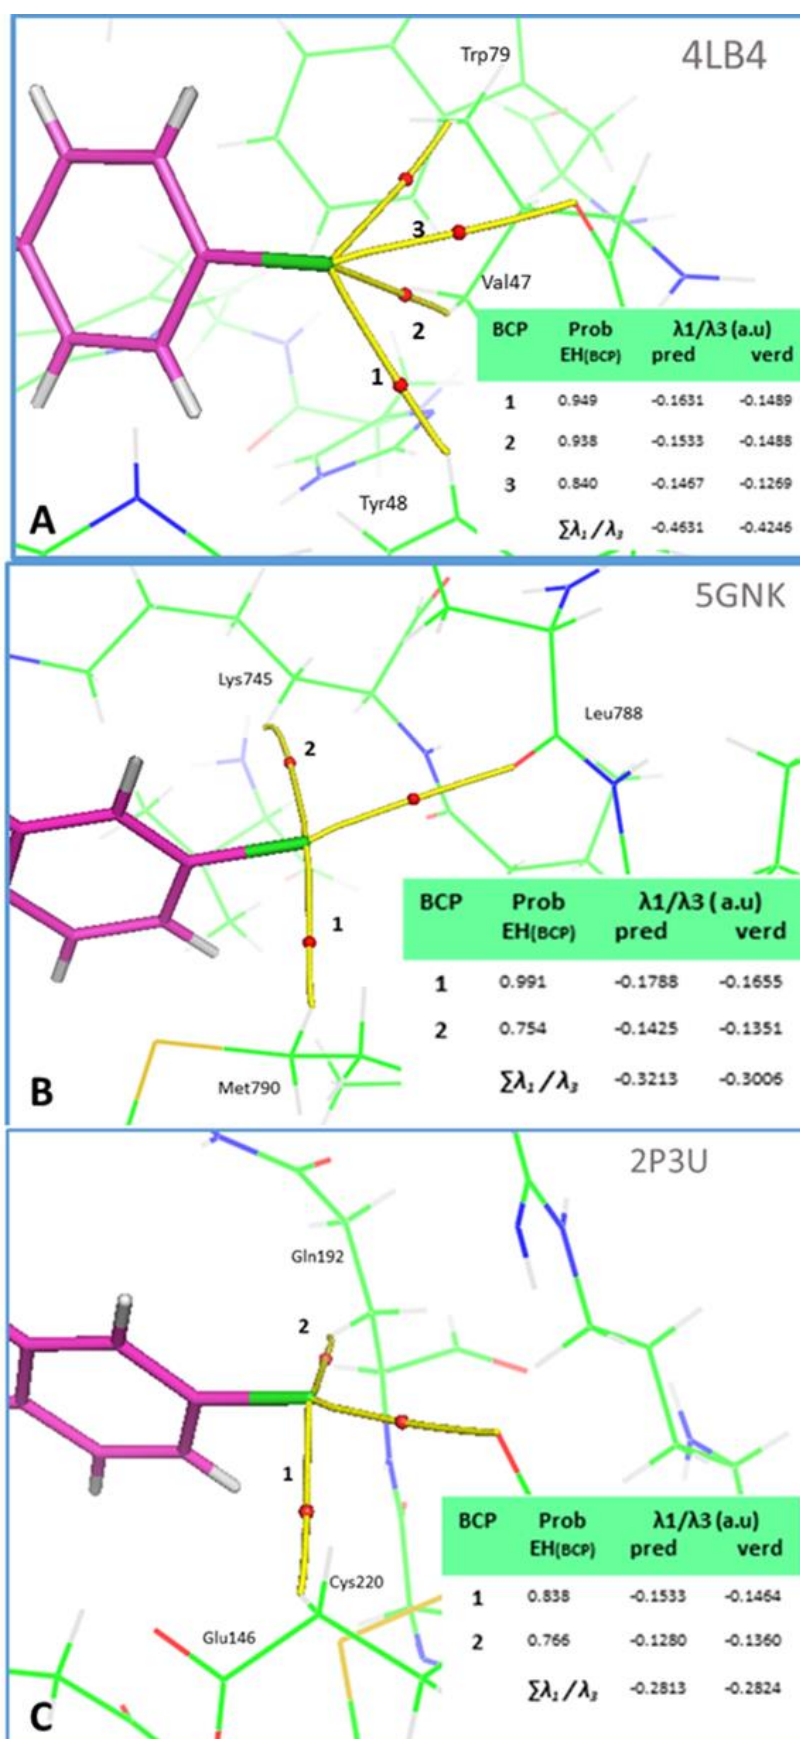 Trp79
4LB4
3
Val47
2
1
Tyr48
A
BCP Prob λ1/λ3 (a.u)
EH(BCP) pred verd
1 0.949 -0.1631 -0.1489
2 0.938 -0.1533 -0.1488
3 0.840 -0.1467 -0.1269
∑λ₁/λ₃ -0.4631 -0.4246
5GNK
Lys745
Leu788
2
1
Met790
B
BCP Prob λ1/λ3 ( a.u)
EH(BCP) pred verd
1 0.991 -0.1788 -0.1655
2 0.754 -0.1425 -0.1351
∑λ₁/λ₃ -0.3213 -0.3006
2P3U
Gln192
2
1
Cys220
Glu146
C
BCP Prob λ1/λ3 (a.u)
EH(BCP) pred verd
1 0.838 -0.1533 -0.1464
2 0.766 -0.1280 -0.1360
∑λ₁/λ₃ -0.2813 -0.2824